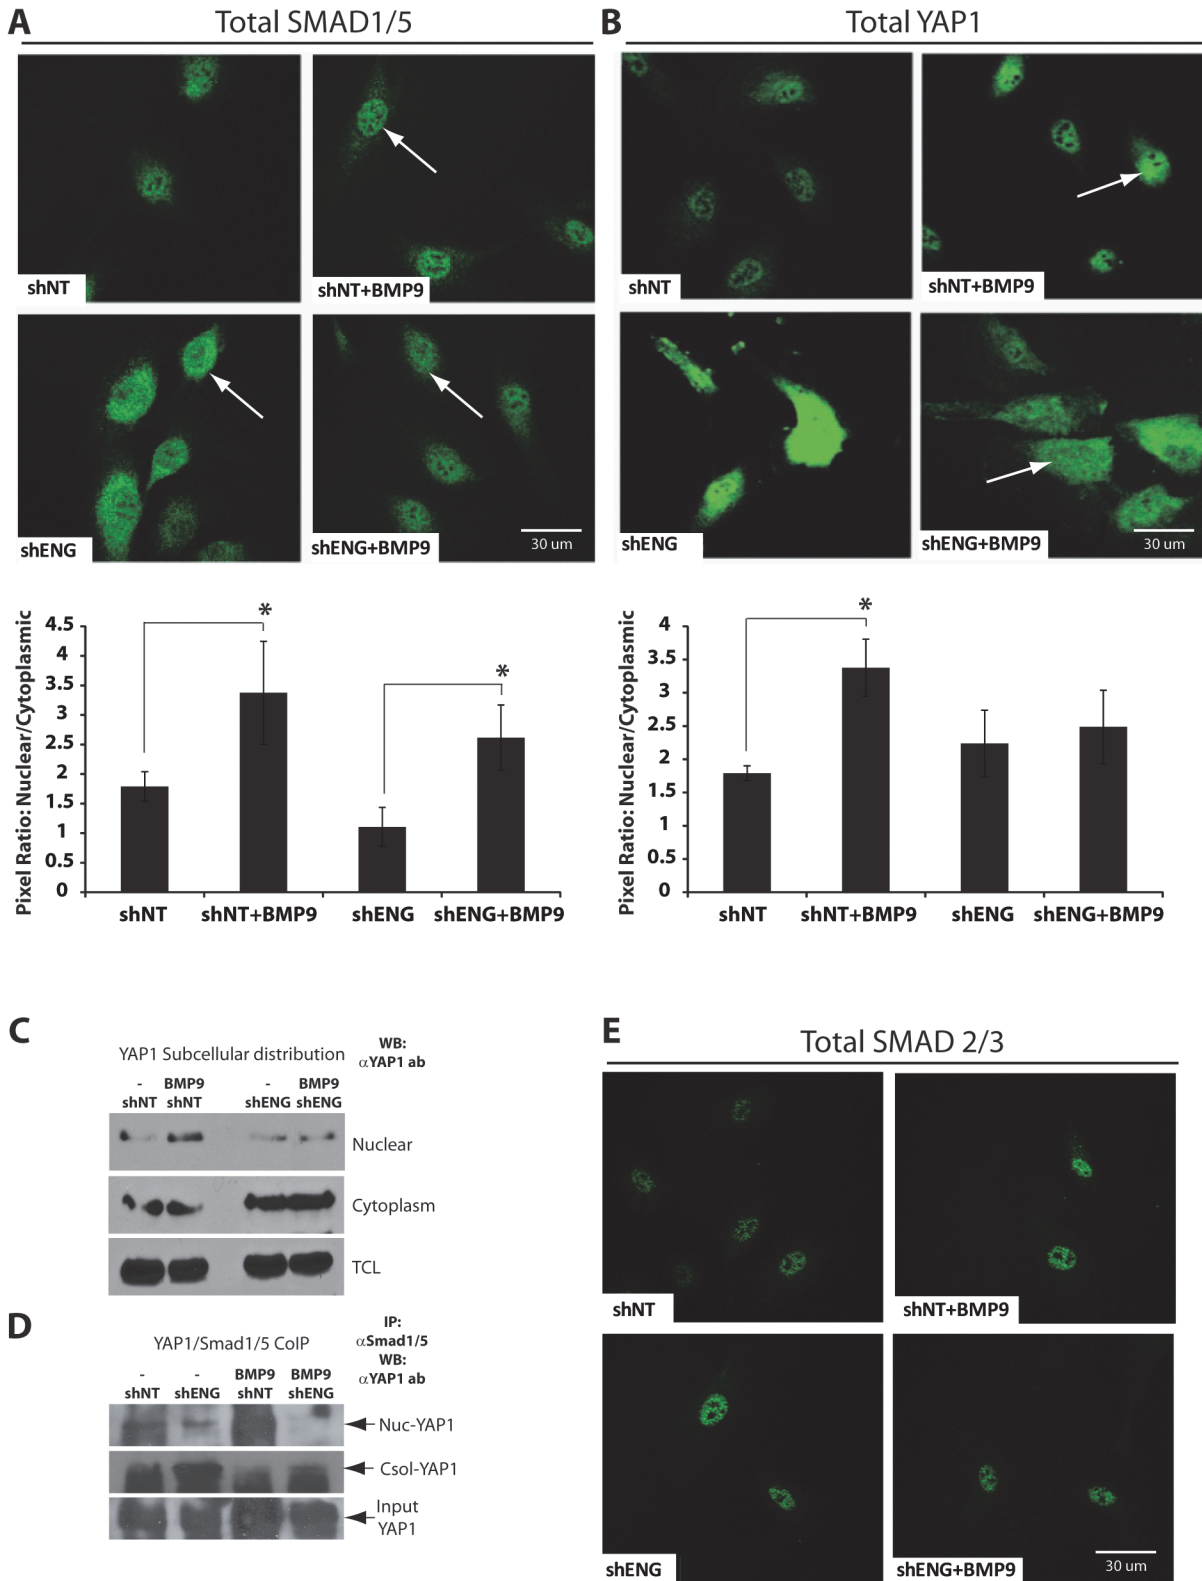 A
Total SMAD1/5
shNT
shNT+BMP9
shENG
shENG+BMP9
30 um
Pixel Ratio: Nuclear/Cytoplasmic
4.5
4
3.5
3
2.5
2
1.5
1
0.5
0
*
*
shNT
shNT+BMP9
shENG
shENG+BMP9
B
Total YAP1
shNT
shNT+BMP9
shENG
shENG+BMP9
30 um
Pixel Ratio: Nuclear/Cytoplasmic
4
3.5
3
2.5
2
1.5
1
0.5
0
*
shNT
shNT+BMP9
shENG
shENG+BMP9
C
YAP1 Subcellular distribution
WB:
αYAP1 ab
- BMP9 - BMP9
shNT shNT shENG shENG
Nuclear
Cytoplasm
TCL
D
YAP1/Smad1/5 CoIP
IP:
αSmad1/5
WB:
αYAP1 ab
- - BMP9 BMP9
shNT shENG shNT shENG
Nuc-YAP1
Csol-YAP1
Input
YAP1
E
Total SMAD 2/3
shNT
shNT+BMP9
shENG
shENG+BMP9
30 um